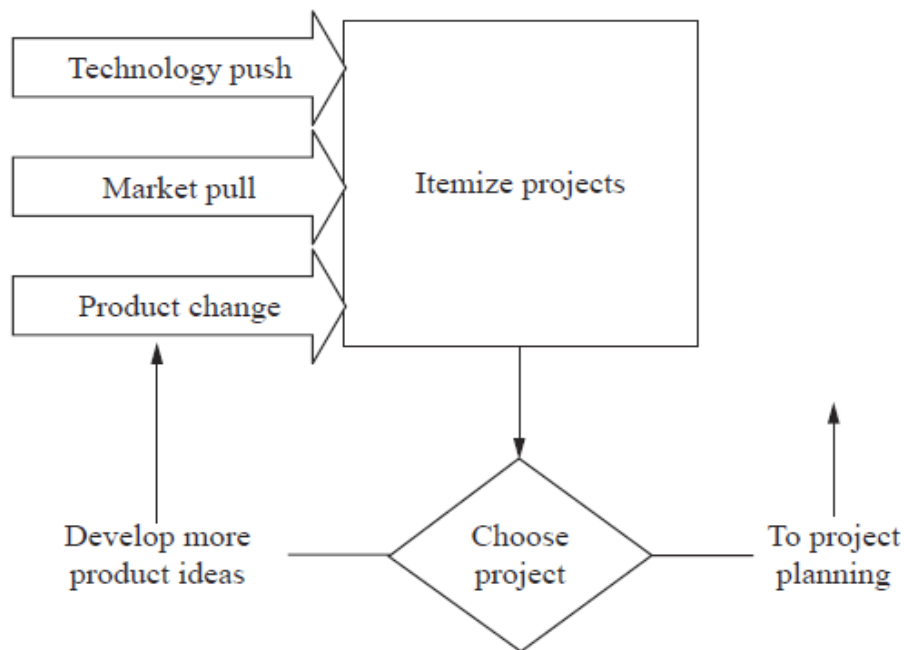 Technology push
Market pull
Product change
Itemize projects
Develop more
product ideas
Choose
project
To project
planning